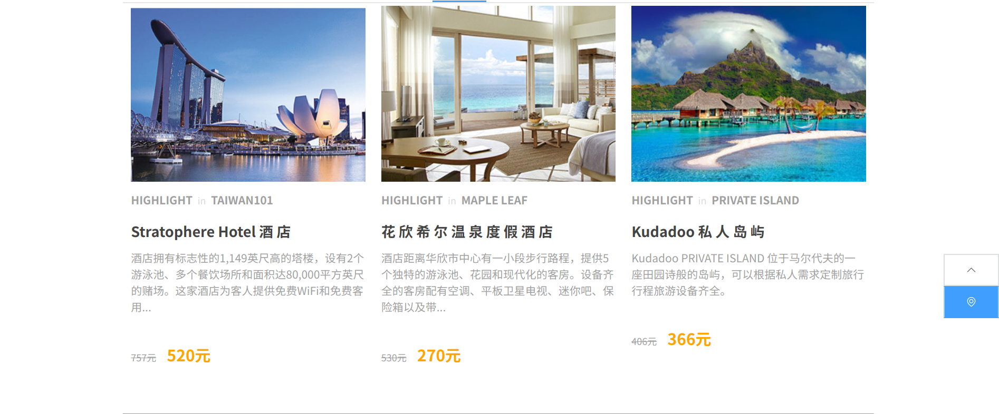 HIGHLIGHT in TAIWAN101
Stratophere Hotel 酒店
酒店拥有标志性的1,149英尺高的塔楼，设有2个
游泳池、多个餐饮场所和面积达80,000平方英尺
的赌场。这家酒店为客人提供免费WiFi和免费客
用...
757元 520元
HIGHLIGHT in MAPLE LEAF
花欣希尔温泉度假酒店
酒店距离华欣市中心有一小段步行路程，提供5
个独特的游泳池、花园和现代化的客房。设备齐
全的客房配有空调、平板卫星电视、迷你吧、保
险箱以及带...
530元 270元
HIGHLIGHT in PRIVATE ISLAND
Kudadoo 私人岛屿
Kudadoo PRIVATE ISLAND 位于马尔代夫的一
座田园诗般的岛屿，可以根据私人需求定制旅行
行程旅游设备齐全。
406元 366元